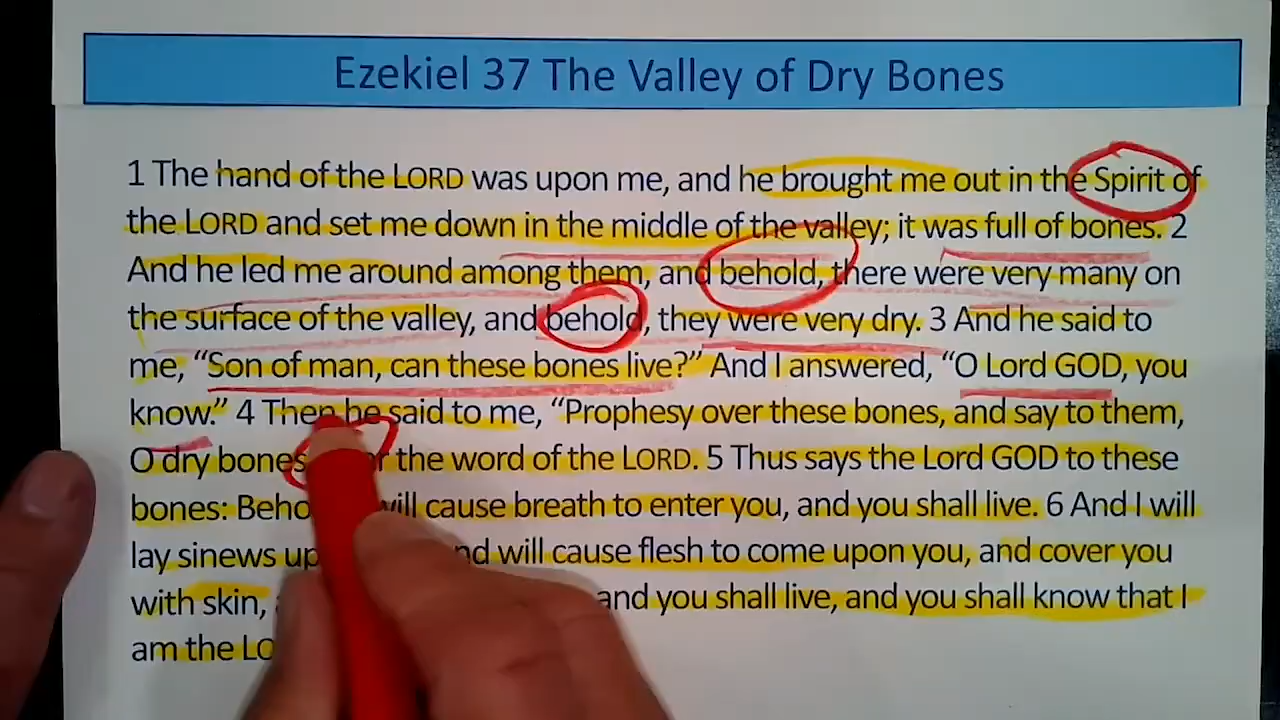 Ezekiel 37 The Valley of Dry Bones
1 The hand of the LORD was upon me, and he brought me out in the Spirit of
the LORD and set me down in the middle of the valley; it was full of bones. 2
And he led me around among them, and behold, there were very many on
the surface of the valley, and behold, they were very dry. 3 And he said to
me, “Son of man, can these bones live?” And I answered, “O Lord GOD, you
know.” 4 Then he said to me, “Prophesy over these bones, and say to them,
O dry bones the word of the LORD. 5 Thus says the Lord GOD to these
bones: will cause breath to enter you, and you shall live. 6 And I will
lay sinews and will cause flesh to come upon you, and cover you
with skin, and you shall live, and you shall know that I
am the